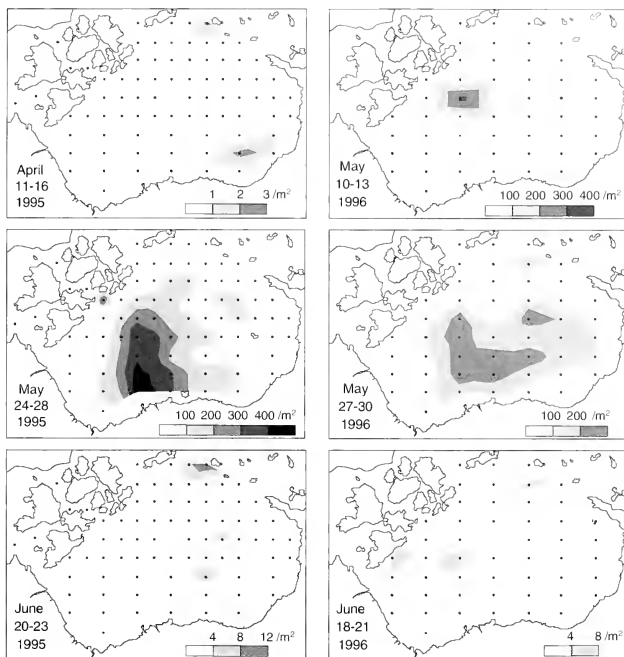 April
11-16
1995
1 2 3 /m²
May
10-13
1996
100 200 300 400 /m²
May
24-28
1995
100 200 300 400 /m²
May
27-30
1996
100 200 /m²
June
20-23
1995
4 8 12 /m²
June
18-21
1996
4 8 /m²